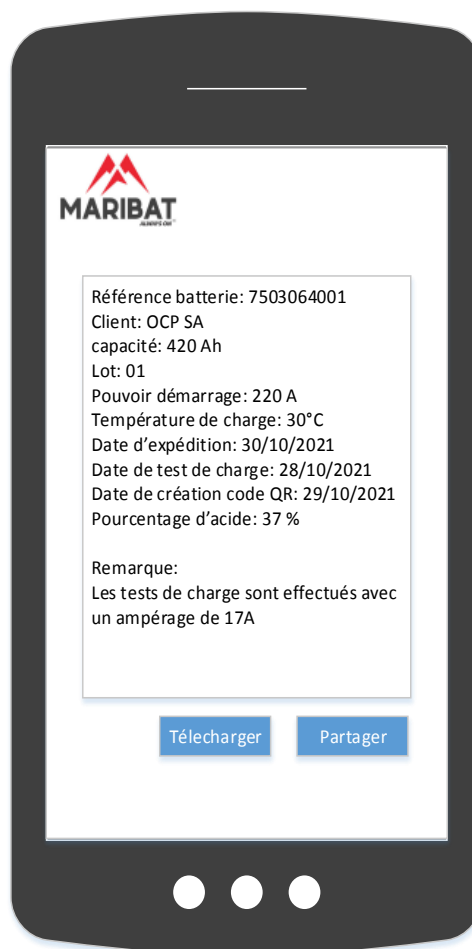 MARIBAT
Référence batterie: 7503064001
Client: OCP SA
capacité: 420 Ah
Lot: 01
Pouvoir démarrage: 220 A
Température de charge: 30°C
Date d'expédition: 30/10/2021
Date de test de charge: 28/10/2021
Date de création code QR: 29/10/2021
Pourcentage d'acide: 37 %
Remarque:
Les tests de charge sont effectués avec
un ampérage de 17A
Télecharger
Partager